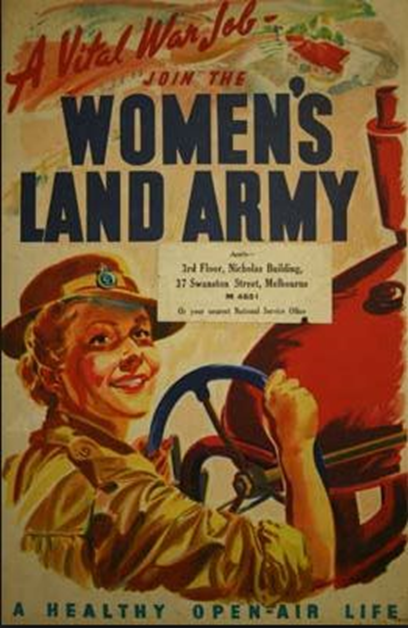 A Vital War Job -
JOIN THE
WOMEN'S
LAND ARMY
Apply—
3rd Floor, Nicholas Building,
37 Swanston Street, Melbourne
M 4651
Or your nearest National Service Office
A HEALTHY OPEN-AIR LIFE